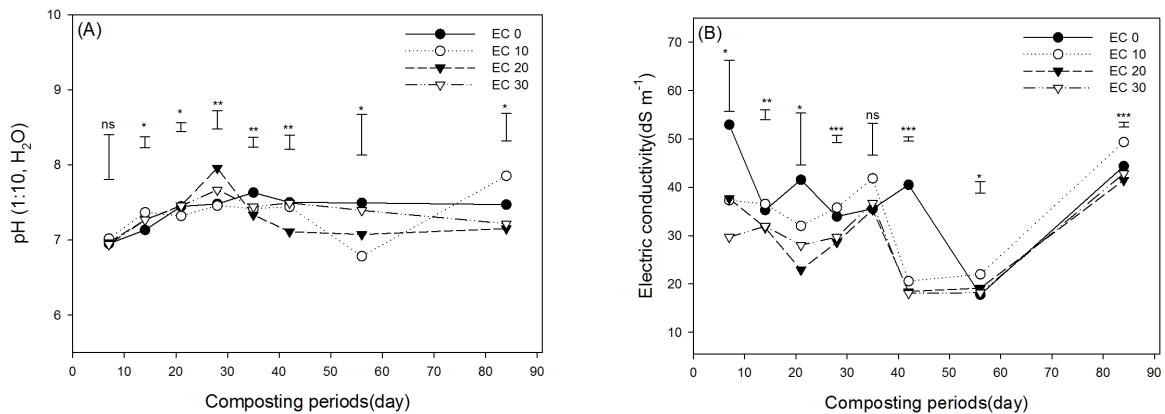 (A)
EC 0
EC 10
EC 20
EC 30
ns
*
*
**
**
**
*
*
10
9
8
7
6
pH (1:10, H2O)
0 10 20 30 40 50 60 70 80 90
Composting periods(day)
(B)
EC 0
EC 10
EC 20
EC 30
*
**
*
***
ns
***
*
***
70
60
50
40
30
20
10
Electric conductivity(dS m-1)
0 10 20 30 40 50 60 70 80 90
Composting periods(day)